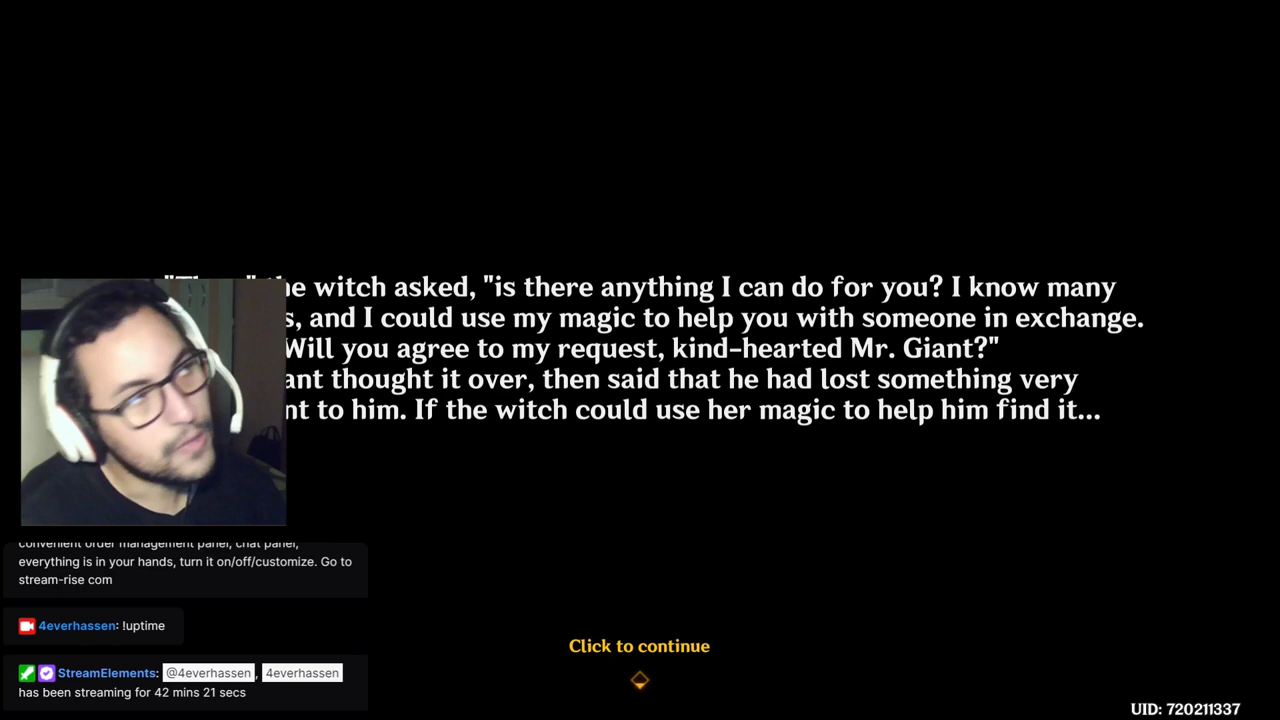 the witch asked, "is there anything I can do for you? I know many
and I could use my magic to help you with someone in exchange.
Will you agree to my request, kind-hearted Mr. Giant?"
thought it over, then said that he had lost something very
to him. If the witch could use her magic to help him find it...
convenient order management panel, chat panel,
everything is in your hands, turn it on/off/customize. Go to
stream-rise com
4everhassen: !uptime
StreamElements: @4everhassen, 4everhassen
has been streaming for 42 mins 21 secs
Click to continue
UID: 720211337